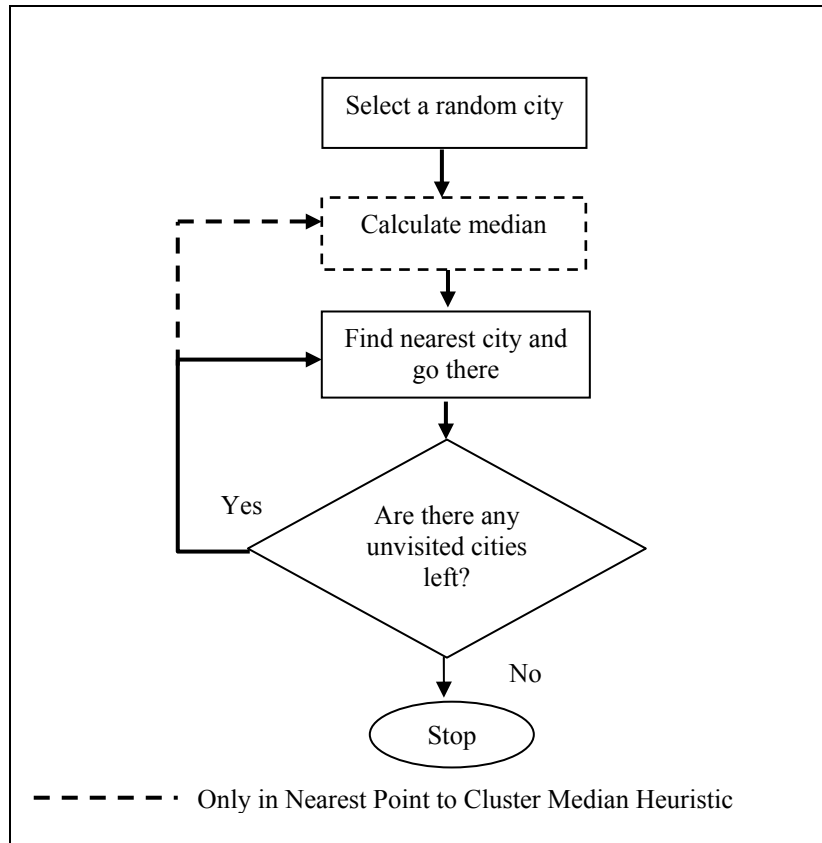 Select a random city
Calculate median
Find nearest city and
go there
Yes
Are there any
unvisited cities
left?
No
Stop
Only in Nearest Point to Cluster Median Heuristic